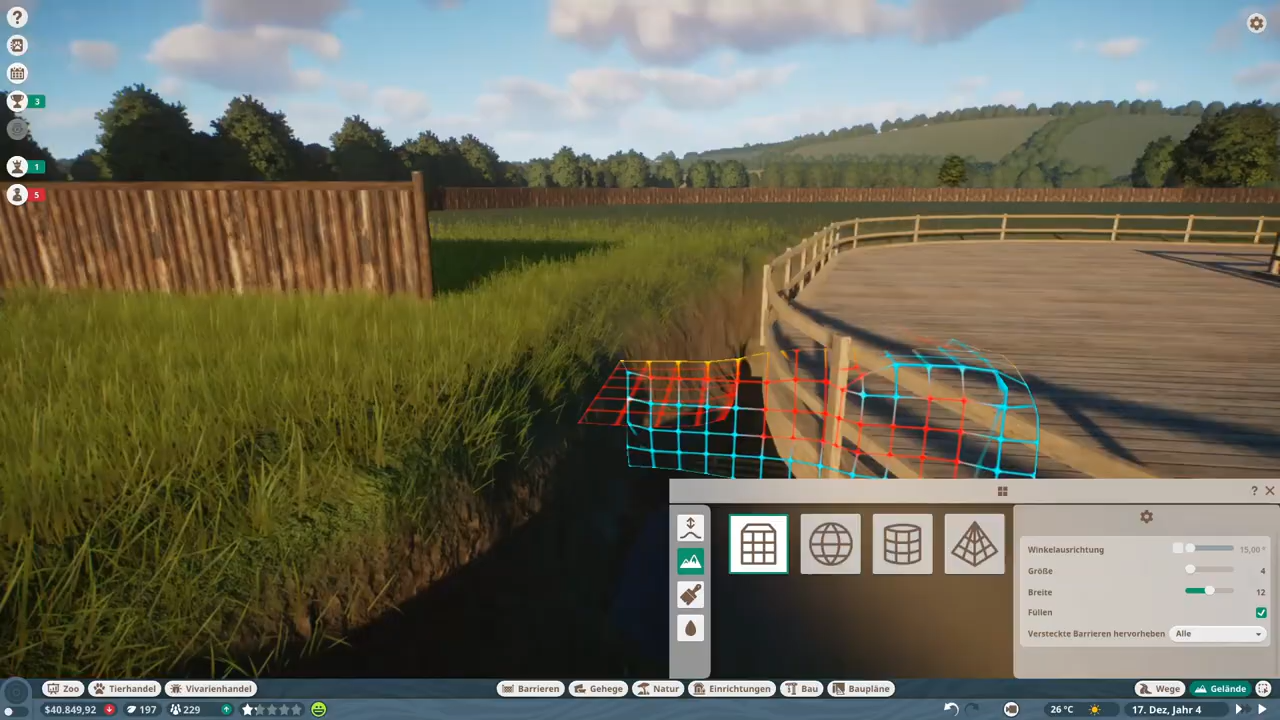 ?
3
1
5
? ×
Winkelausrichtung 15,00 °
Größe 4
Breite 12
Füllen
Versteckte Barrieren hervorheben Alle
Zoo Tierhandel Vivarienhandel Barrieren Gehege Natur Einrichtungen Bau Baupläne Wege Gelände
$40.849,92 197 229 26 °C 17. Dez, Jahr 4